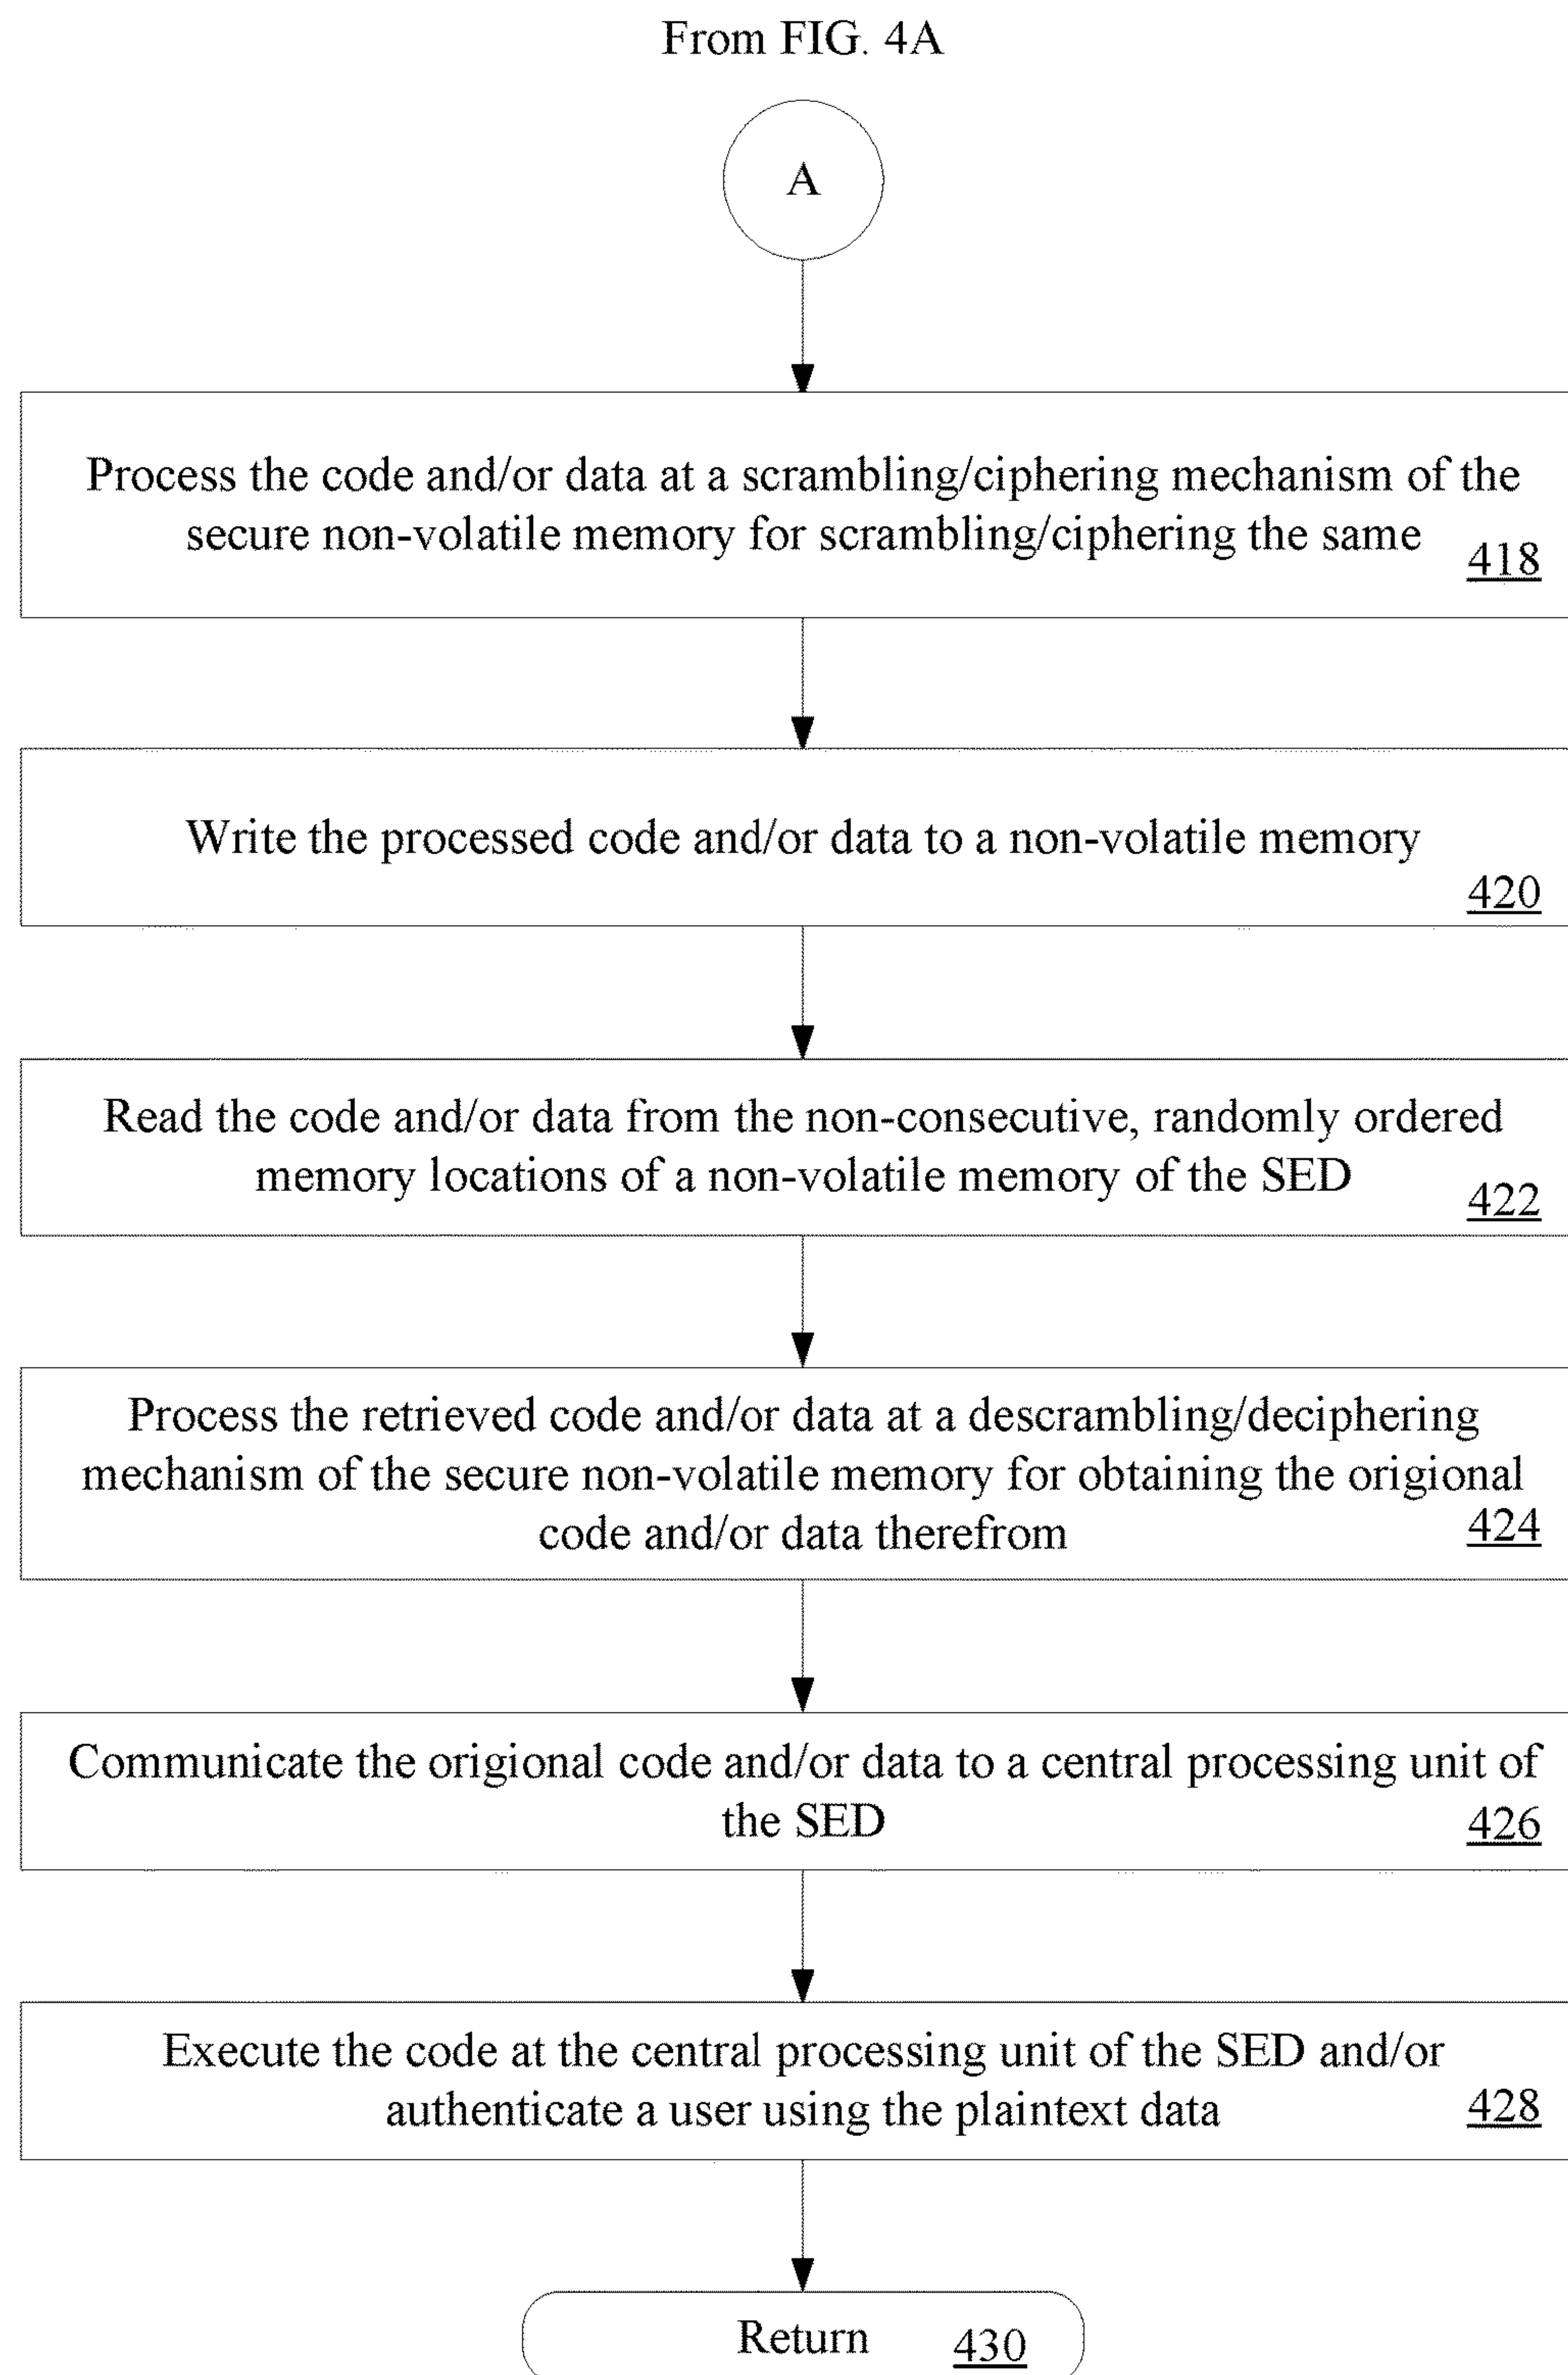 From FIG. 4A
A
Process the code and/or data at a scrambling/ciphering mechanism of the
secure non-volatile memory for scrambling/ciphering the same
418
Write the processed code and/or data to a non-volatile memory
420
Read the code and/or data from the non-consecutive, randomly ordered
memory locations of a non-volatile memory of the SED
422
Process the retrieved code and/or data at a descrambling/deciphering
mechanism of the secure non-volatile memory for obtaining the origional
code and/or data therefrom
424
Communicate the origional code and/or data to a central processing unit of
the SED
426
Execute the code at the central processing unit of the SED and/or
authenticate a user using the plaintext data
428
Return 430